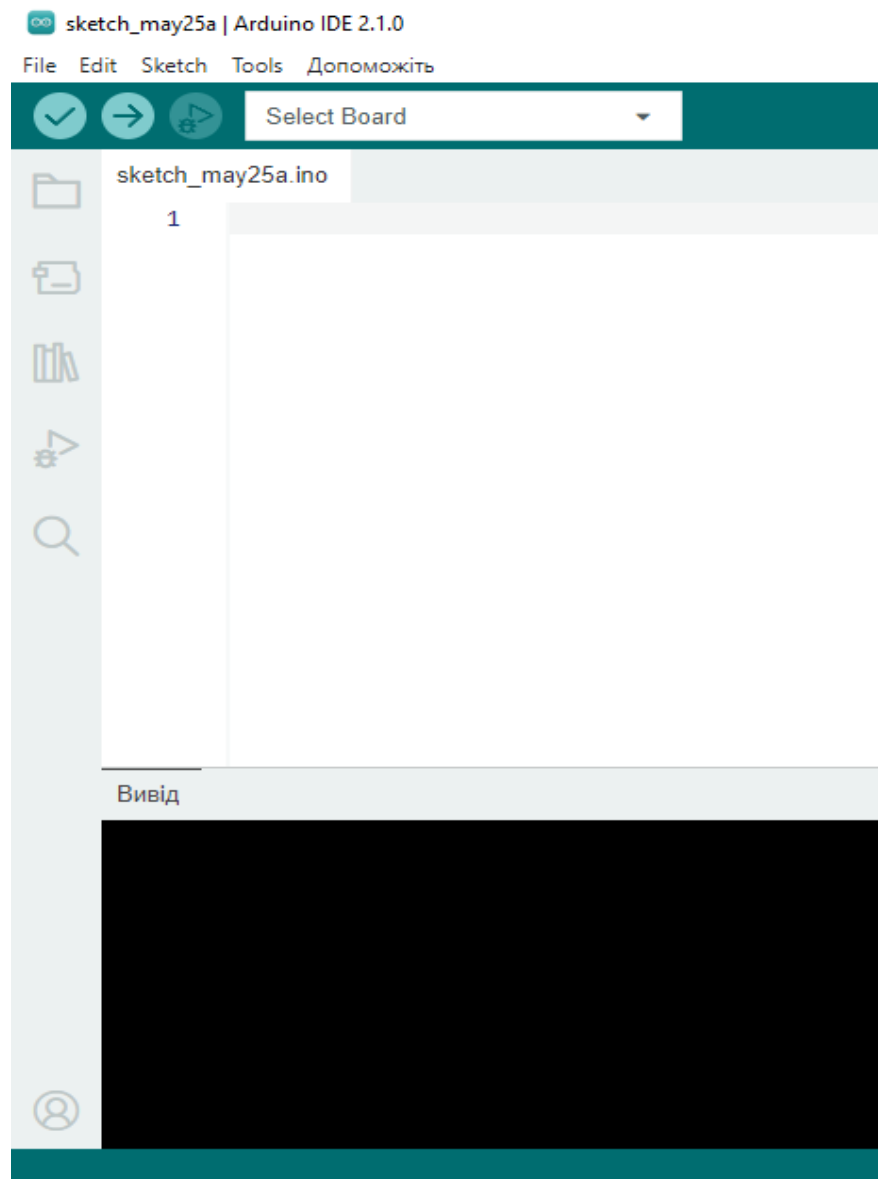 sketch_may25a | Arduino IDE 2.1.0
File Edit Sketch Tools Допоможіть
Select Board
sketch_may25a.ino
1
Вивід